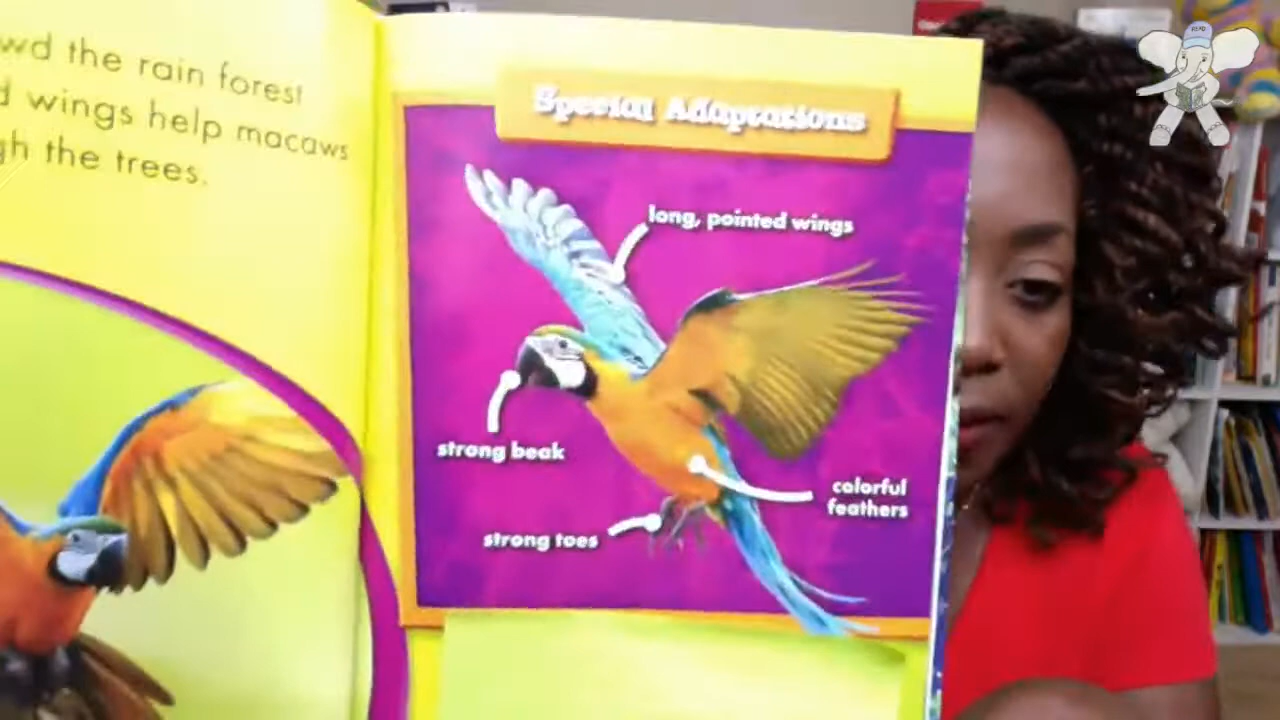 wd the rain forest
d wings help macaws
gh the trees.
Special Adaptations
long, pointed wings
strong beak
colorful
feathers
strong toes
READ